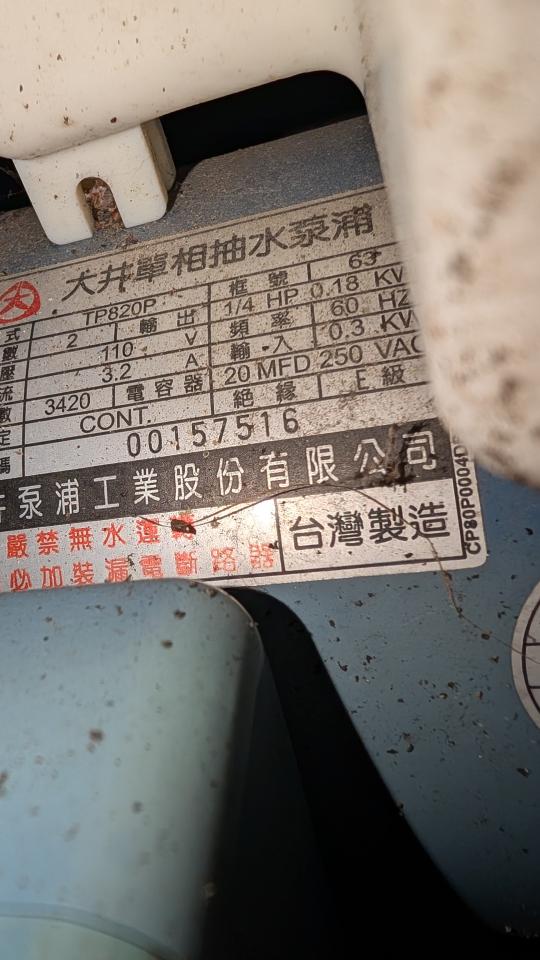 大井單相抽水泵浦
大
式 TP820P 框號 63
數 2 輸出 1/4 HP 0.18 KW
壓 110 V 頻率 60 HZ
流 3.2 A 輸入 0.3 KW
數 3420 電容器 20 MFD 250 VAC
定 CONT. 絕緣 E 級
碼 00157516
井泵浦工業股份有限公司
嚴禁無水運轉
必加裝漏電斷路器
台灣製造
CP80P0004D